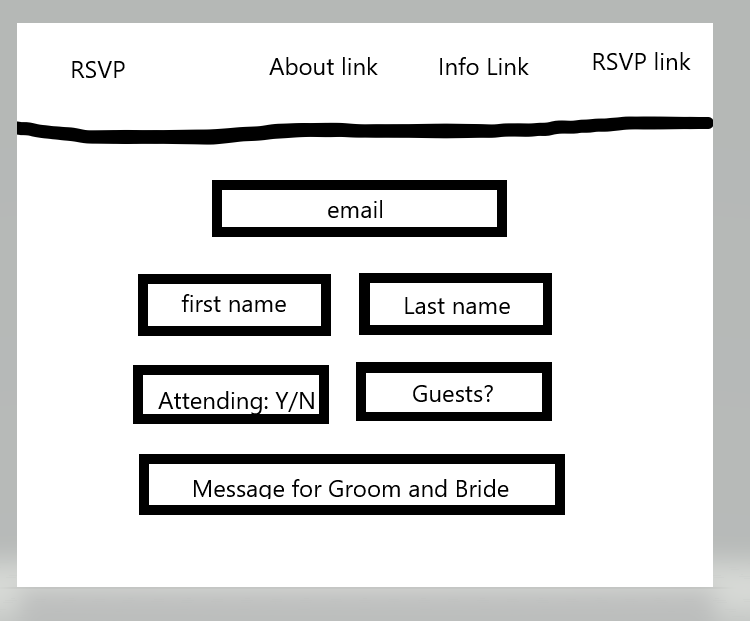 RSVP
About link
Info Link
RSVP link
email
first name
Last name
Attending: Y/N
Guests?
Message for Groom and Bride